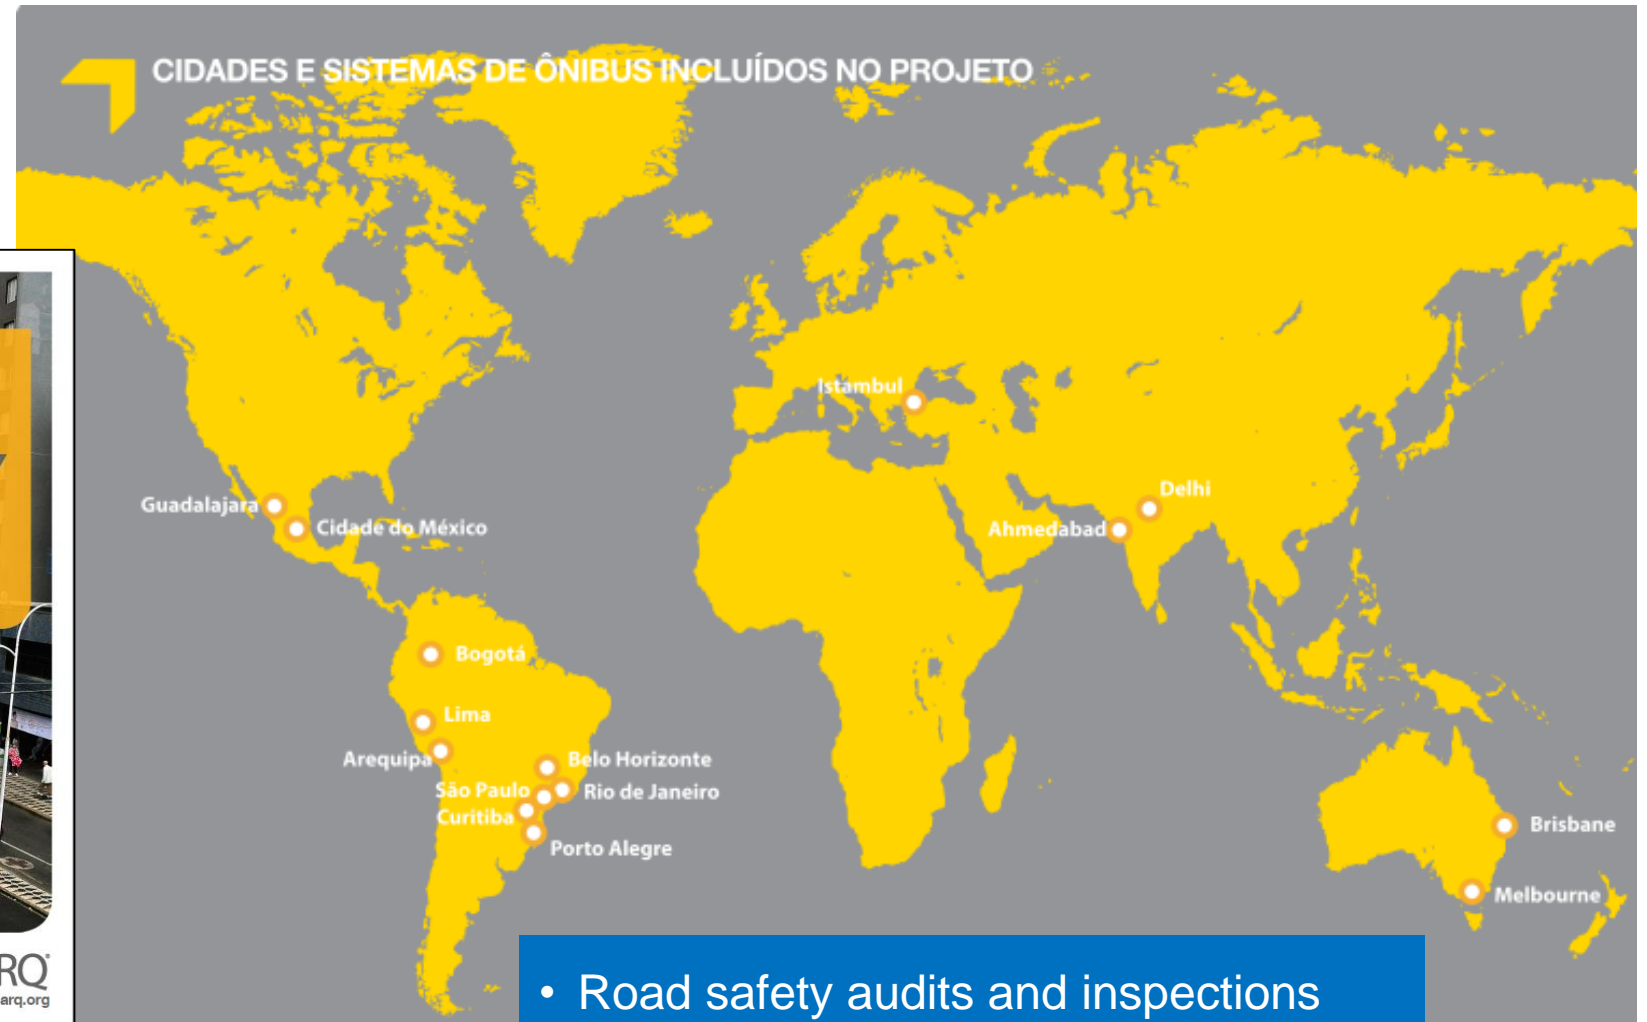 CIDADES E SISTEMAS DE ÔNIBUS INCLUÍDOS NO PROJETO
Istambul
Delhi
Guadalajara
Cidade do México
Ahmedabad
Bogotá
Lima
Arequipa
Belo Horizonte
São Paulo
Rio de Janeiro
Curitiba
Porto Alegre
Brisbane
Melbourne
RQ
arq.org
• Road safety audits and inspections